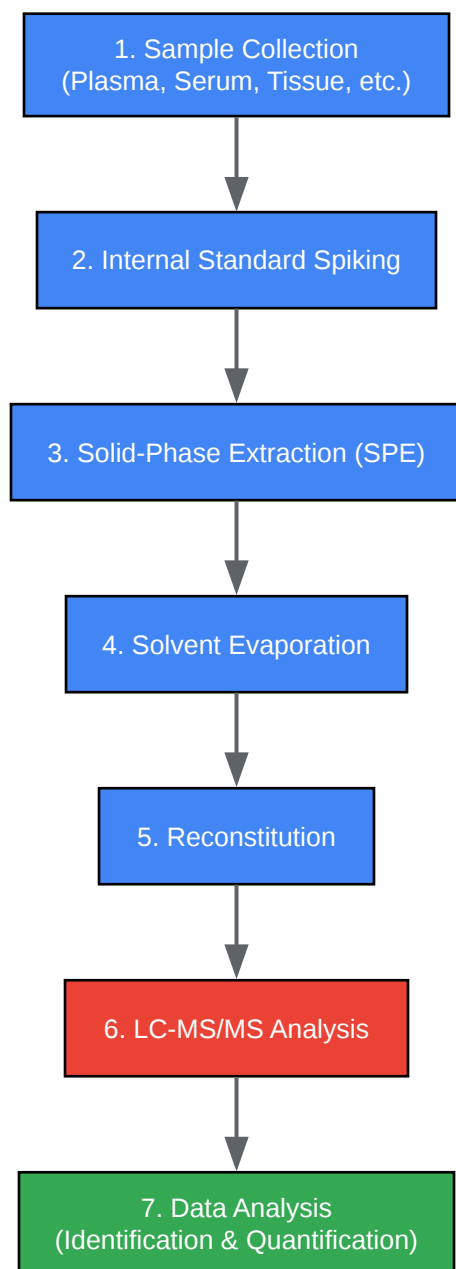 1. Sample Collection
(Plasma, Serum, Tissue, etc.)
2. Internal Standard Spiking
3. Solid-Phase Extraction (SPE)
4. Solvent Evaporation
5. Reconstitution
6. LC-MS/MS Analysis
7. Data Analysis
(Identification & Quantification)